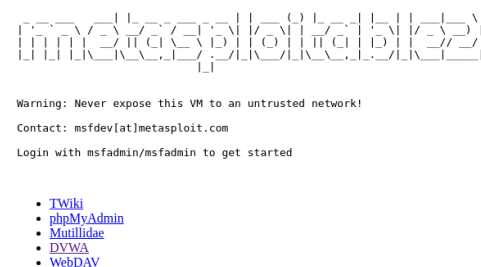 Warning: Never expose this VM to an untrusted network!
Contact: msfdev[at]metasploit.com
Login with msfadmin/msfadmin to get started
TWiki
phpMyAdmin
Mutillidae
DVWA
WebDAV